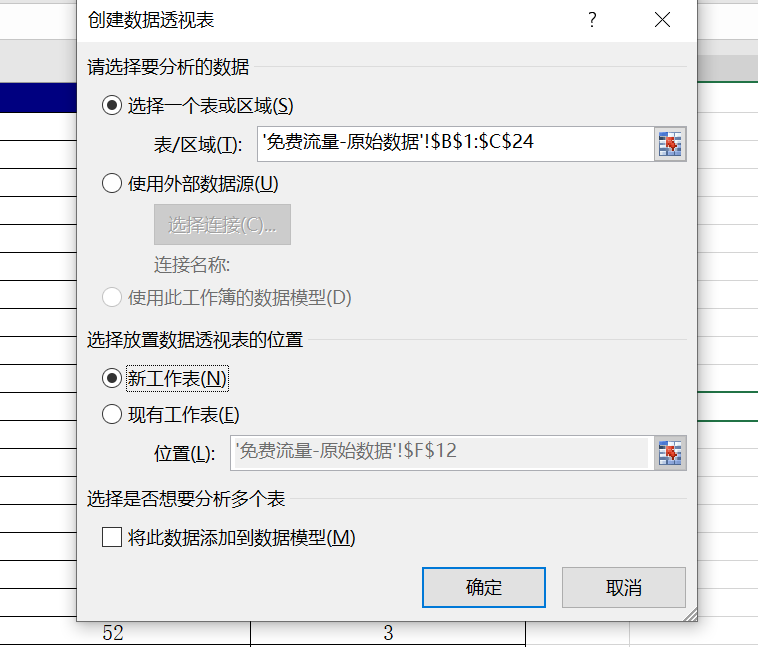 创建数据透视表
请选择要分析的数据
选择一个表或区域(S)
表/区域(T): '免费流量-原始数据'!$B$1:$C$24
使用外部数据源(U)
选择连接(C)...
连接名称:
使用此工作簿的数据模型(D)
选择放置数据透视表的位置
新工作表(N)
现有工作表(E)
位置(L): '免费流量-原始数据'!$F$12
选择是否想要分析多个表
将此数据添加到数据模型(M)
确定 取消
52 3